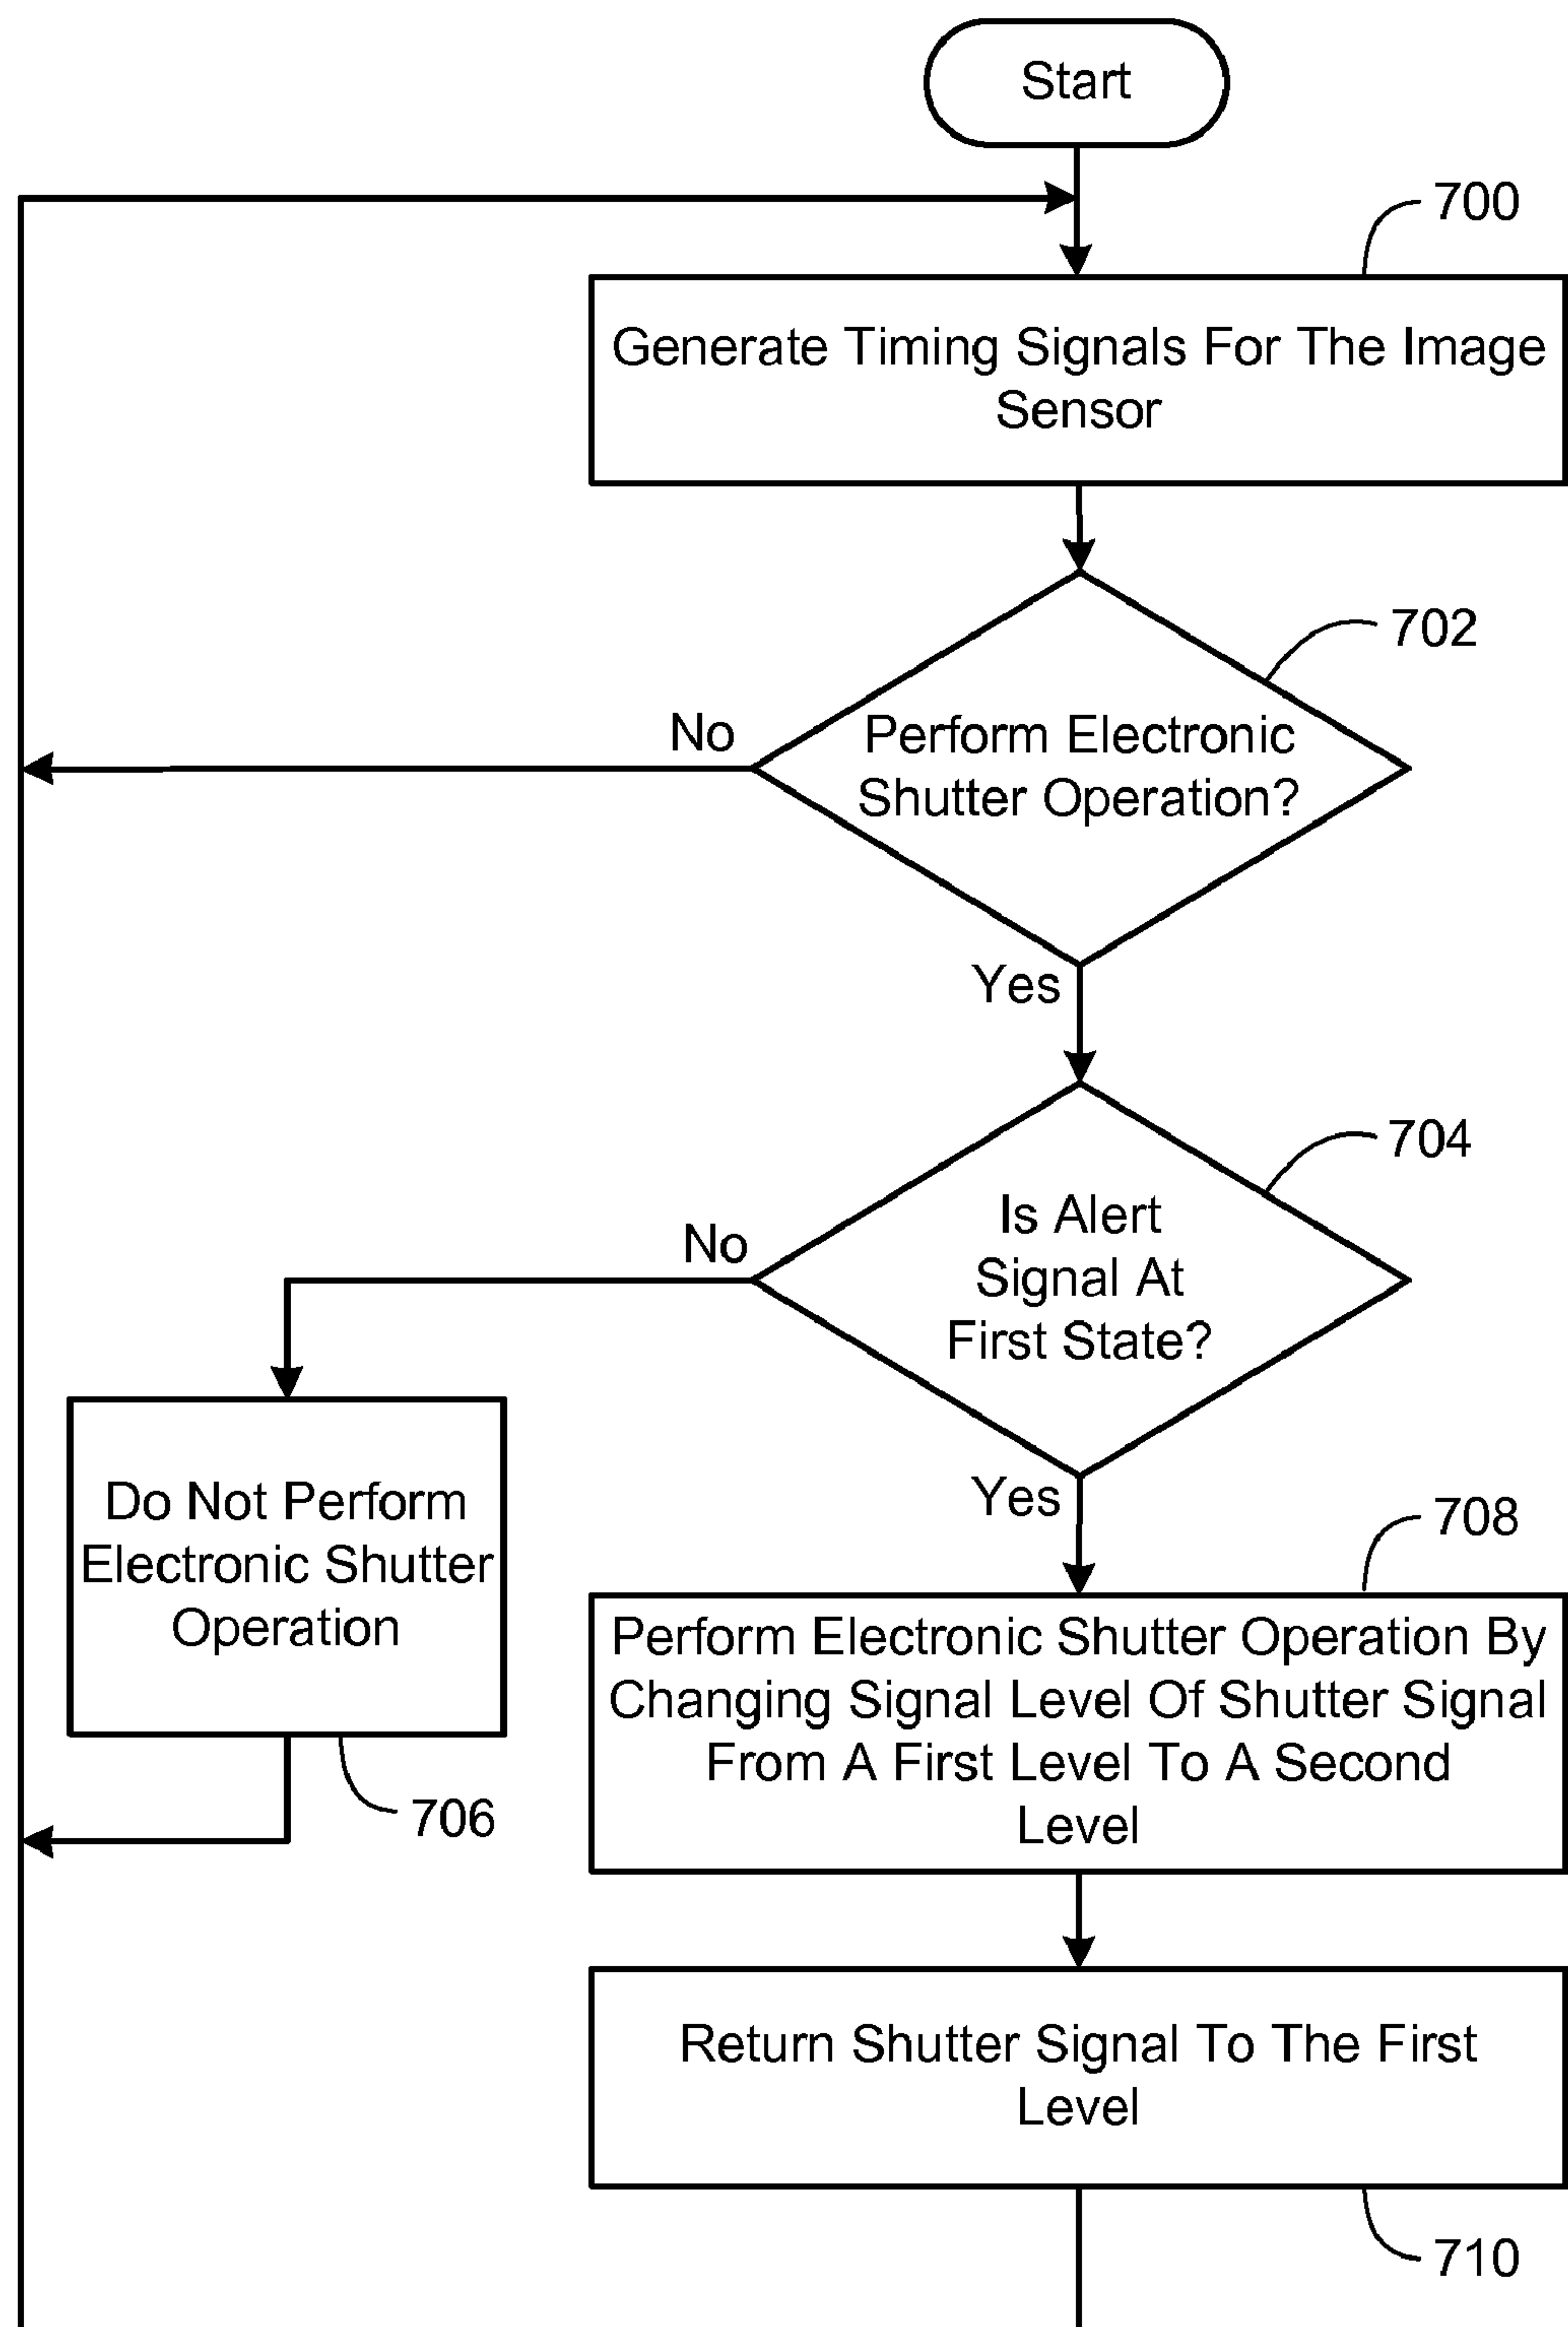 Start
700
Generate Timing Signals For The Image
Sensor
702
No
Perform Electronic
Shutter Operation?
Yes
704
No
Is Alert
Signal At
First State?
Yes
Do Not Perform
Electronic Shutter
Operation
706
708
Perform Electronic Shutter Operation By
Changing Signal Level Of Shutter Signal
From A First Level To A Second
Level
Return Shutter Signal To The First
Level
710